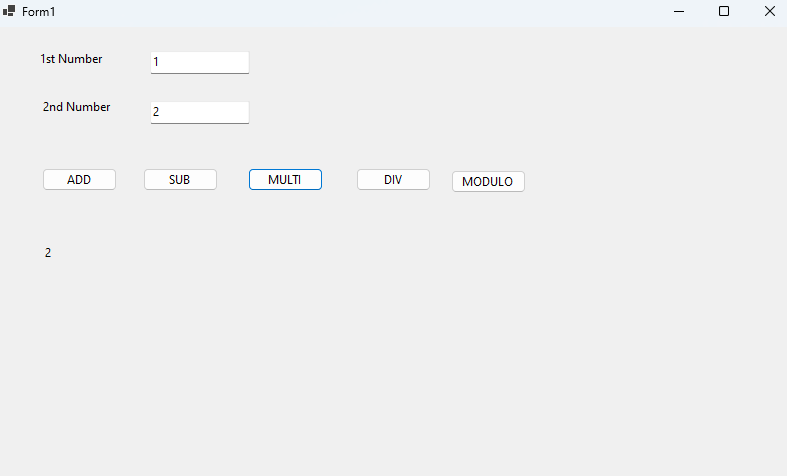 Form1
1st Number 1
2nd Number 2
ADD SUB MULTI DIV MODULO
2